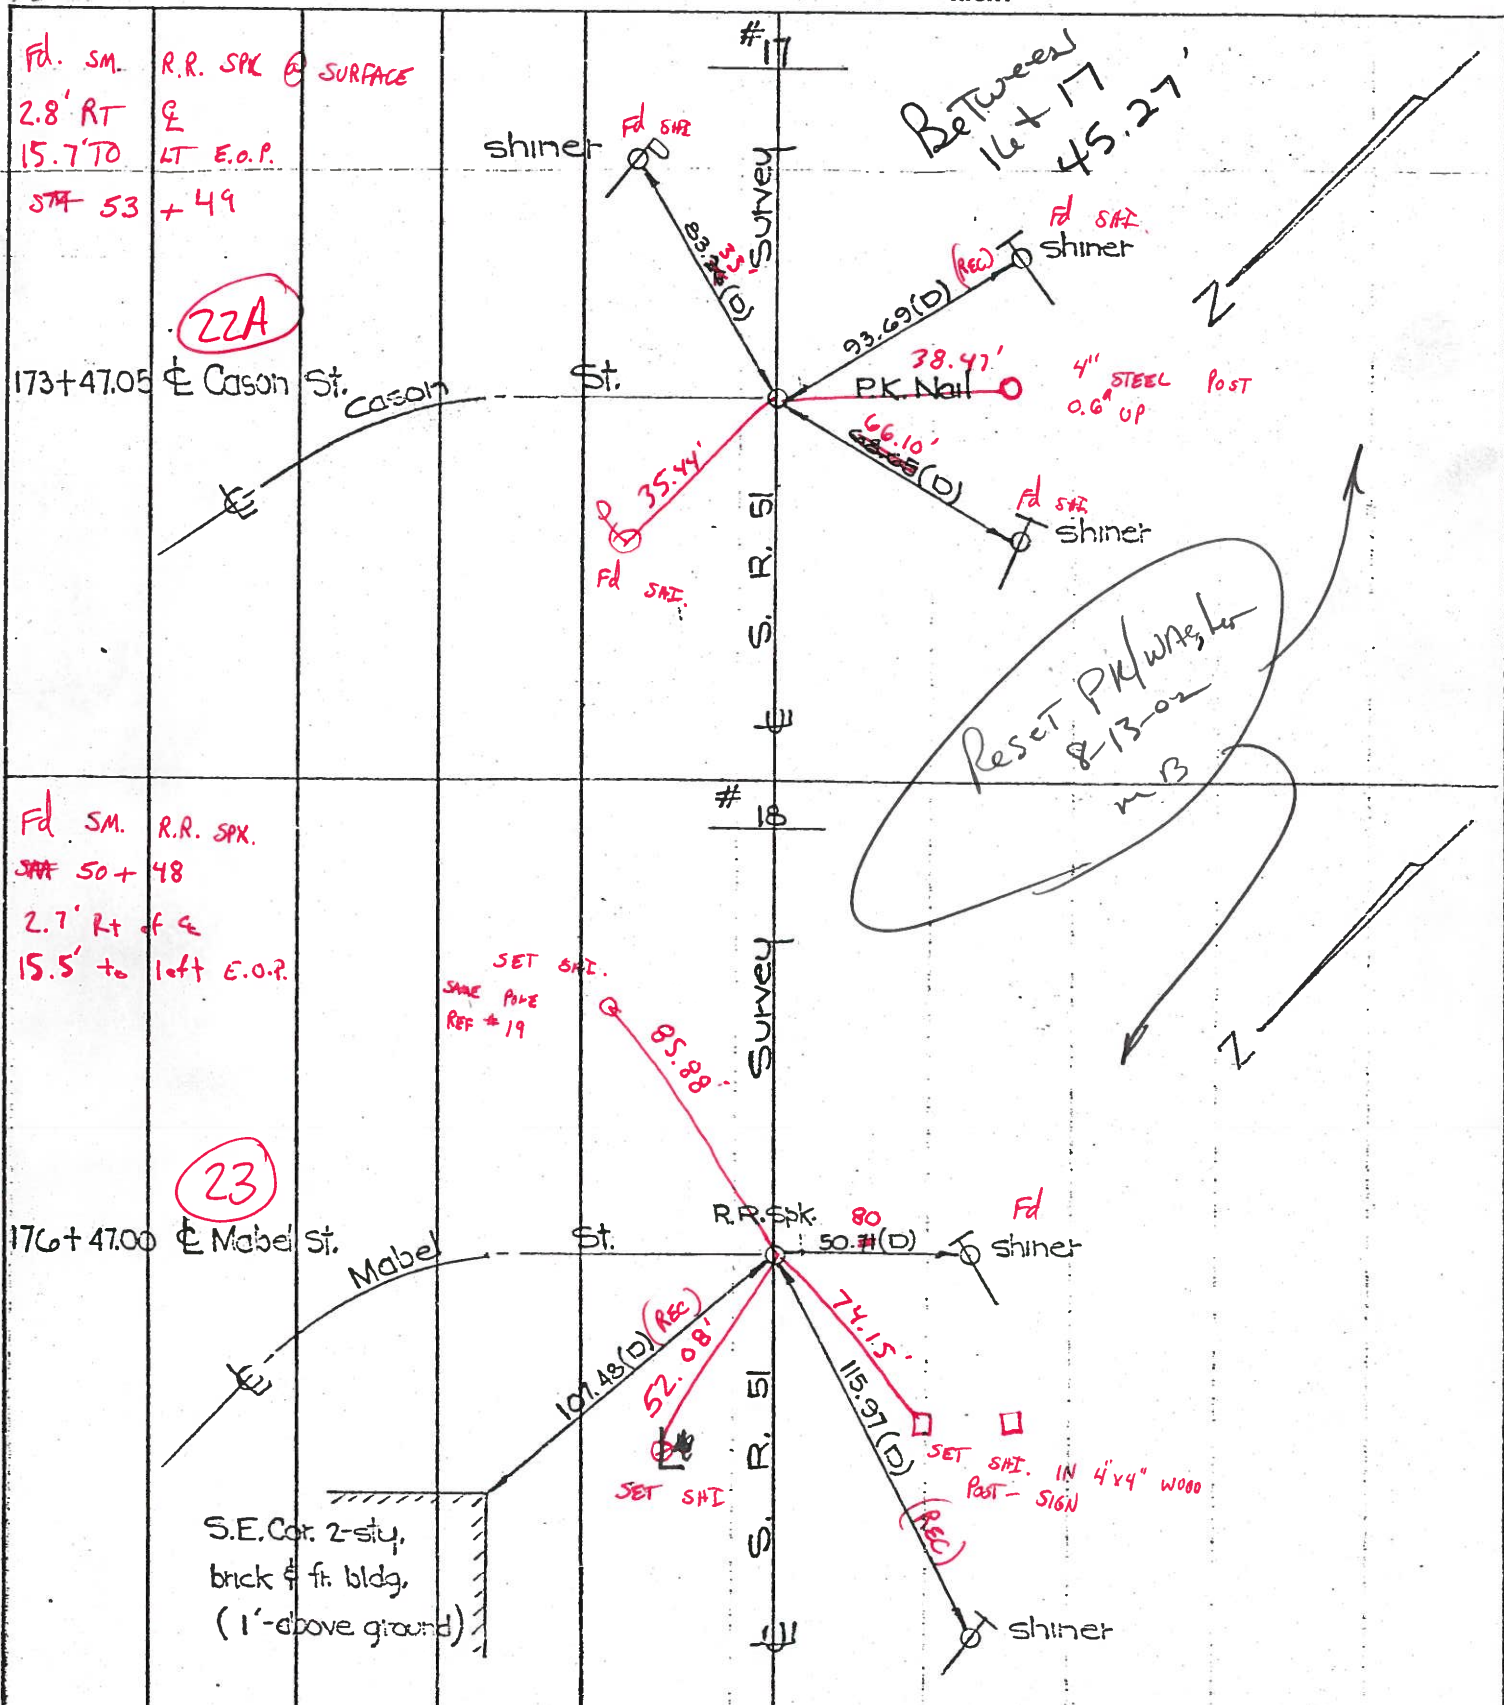 #17
Fd. SM. R.R. SPK @ SURFACE
2.8' RT ℄
15.7' TO LT E.O.P.
STA 53 + 49
22A
173+47.05 ℄ Cason St.
Cason St.
shiner
Fd SHI
83. 35' (D)
Survey
Between
16 + 17
45.27'
Fd SHI.
shiner
93.69(D) (REC)
38.47'
P.K. Nail
4" STEEL POST
0.6" UP
66.10'
68.65(D)
Fd SHI.
shiner
35.44'
Fd SHI.
℄
S. R. 51
℄
N
Reset PK/WAsher
8-13-02
MB
#18
Fd SM. R.R. SPK.
STA 50 + 48
2.7' Rt of ℄
15.5' to left E.O.P.
SET SHI.
SAME POLE
REF #19
85.88'
Survey
N
23
176+47.00 ℄ Mabel St.
Mabel St.
R.R. Spk.
80
50.71(D)
Fd
shiner
107.48(D) (REC)
52.08'
SET SHI
74.15'
SET SHI. IN 4"x4" WOOD
POST - SIGN
115.97(D)
(REC)
shiner
℄
S. R. 51
℄
S.E. Cor. 2-sty.
brick & fr. bldg.
(1'-above ground)